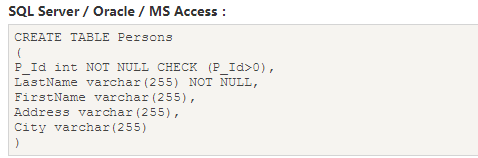 SQL Server / Oracle / MS Access :
CREATE TABLE Persons
(
P_Id int NOT NULL CHECK (P_Id>0),
LastName varchar(255) NOT NULL,
FirstName varchar(255),
Address varchar(255),
City varchar(255)
)